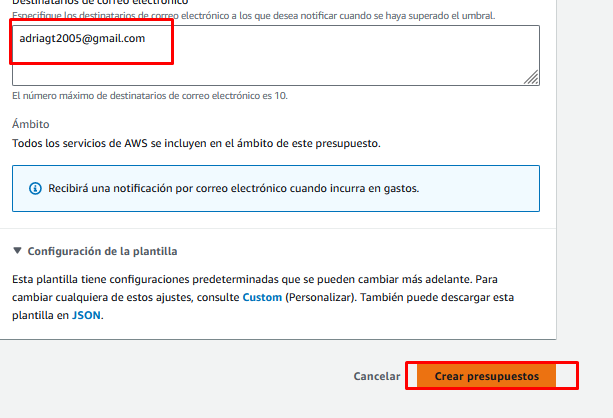 Destinatarios de correo electrónico
Especifique los destinatarios de correo electrónico a los que desea notificar cuando se haya superado el umbral.
adriagt2005@gmail.com
El número máximo de destinatarios de correo electrónico es 10.
Ámbito
Todos los servicios de AWS se incluyen en el ámbito de este presupuesto.
Recibirá una notificación por correo electrónico cuando incurra en gastos.
Configuración de la plantilla
Esta plantilla tiene configuraciones predeterminadas que se pueden cambiar más adelante. Para
cambiar cualquiera de estos ajustes, consulte Custom (Personalizar). También puede descargar esta
plantilla en JSON.
Cancelar Crear presupuestos